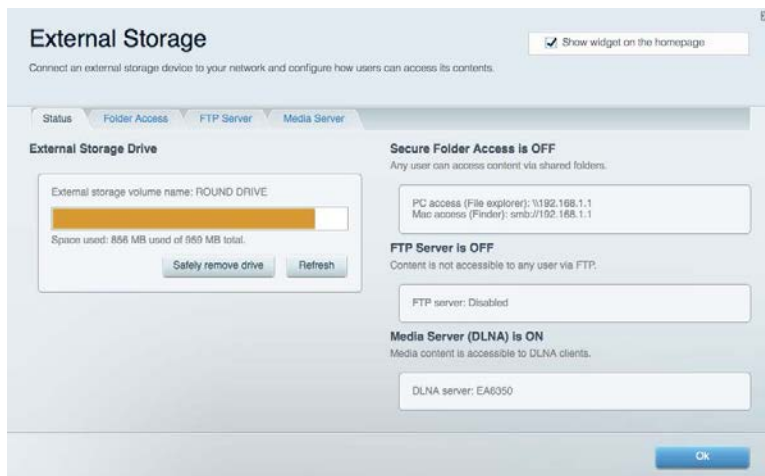 External Storage
Show widget on the homepage
Connect an external storage device to your network and configure how users can access its contents.
Status
Folder Access
FTP Server
Media Server
External Storage Drive
External storage volume name: ROUND DRIVE
Space used: 856 MB used of 959 MB total.
Safely remove drive
Refresh
Secure Folder Access is OFF
Any user can access content via shared folders.
PC access (File explorer): \\192.168.1.1
Mac access (Finder): smb://192.168.1.1
FTP Server is OFF
Content is not accessible to any user via FTP.
FTP server: Disabled
Media Server (DLNA) is ON
Media content is accessible to DLNA clients.
DLNA server: EA6350
Ok